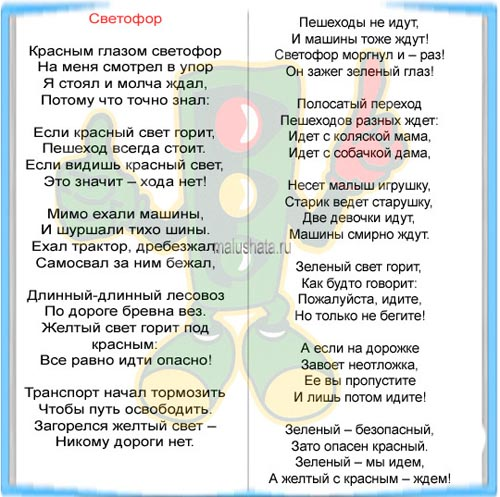 Светофор
Красным глазом светофор
На меня смотрел в упор
Я стоял и молча ждал,
Потому что точно знал:
Если красный свет горит,
Пешеход всегда стоит.
Если видишь красный свет,
Это значит – хода нет!
Мимо ехали машины,
И шуршали тихо шины.
Ехал трактор, дребезжал,
Самосвал за ним бежал,
Длинный-длинный лесовоз
По дороге бревна вез.
Желтый свет горит под
красным:
Все равно идти опасно!
Транспорт начал тормозить
Чтобы путь освободить.
Загорелся желтый свет –
Никому дороги нет.
Пешеходы не идут,
И машины тоже ждут!
Светофор моргнул и – раз!
Он зажег зеленый глаз!
Полосатый переход
Пешеходов разных ждет:
Идет с коляской мама,
Идет с собачкой дама,
Несет малыш игрушку,
Старик ведет старушку,
Две девочки идут,
Машины смирно ждут.
Зеленый свет горит,
Как будто говорит:
Пожалуйста, идите,
Но только не бегите!
А если на дорожке
Завоет неотложка,
Ее вы пропустите
И лишь потом идите!
Зеленый – безопасный,
Зато опасен красный.
Зеленый – мы идем,
А желтый с красным – ждем!
malushata.ru